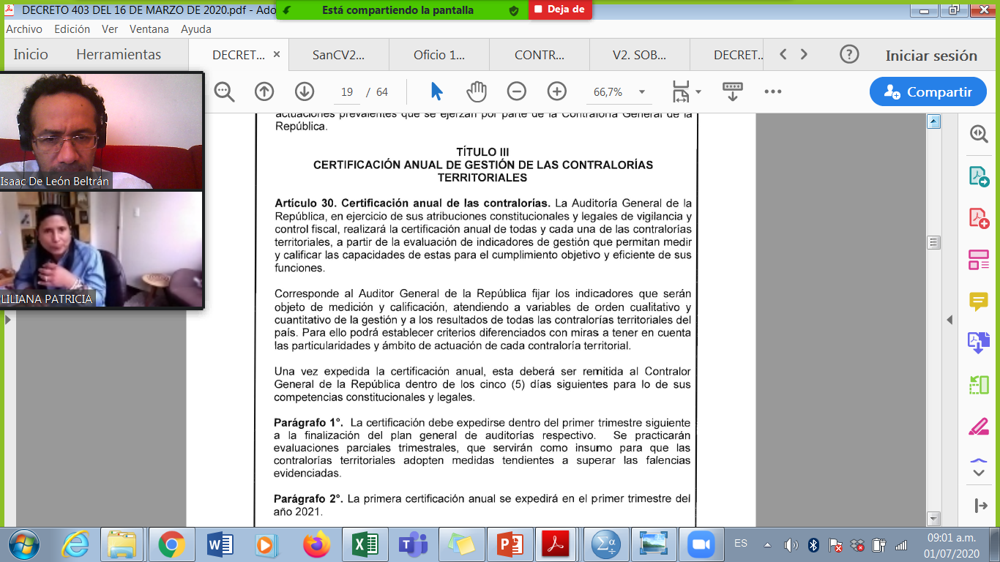 DECRETO 403 DEL 16 DE MARZO DE 2020.pdf - Ado
Está compartiendo la pantalla
Deja de
Archivo Edición Ver Ventana Ayuda
Inicio Herramientas DECRET... × SanCV2... Oficio 1... CONTR... V2. SOB... DECRET.. Iniciar sesión
19 / 64 66,7% Compartir
actuaciones prevalentes que se ejerzan por parte de la Contraloría General de la
República.
TÍTULO III
CERTIFICACIÓN ANUAL DE GESTIÓN DE LAS CONTRALORÍAS
TERRITORIALES
Isaac De León Beltrán
LILIANA PATRICIA
Artículo 30. Certificación anual de las contralorías. La Auditoría General de la
República, en ejercicio de sus atribuciones constitucionales y legales de vigilancia y
control fiscal, realizará la certificación anual de todas y cada una de las contralorías
territoriales, a partir de la evaluación de indicadores de gestión que permitan medir
y calificar las capacidades de estas para el cumplimiento objetivo y eficiente de sus
funciones.
Corresponde al Auditor General de la República fijar los indicadores que serán
objeto de medición y calificación, atendiendo a variables de orden cualitativo y
cuantitativo de la gestión y a los resultados de todas las contralorías territoriales del
país. Para ello podrá establecer criterios diferenciados con miras a tener en cuenta
las particularidades y ámbito de actuación de cada contraloría territorial.
Una vez expedida la certificación anual, esta deberá ser remitida al Contralor
General de la República dentro de los cinco (5) días siguientes para lo de sus
competencias constitucionales y legales.
Parágrafo 1°. La certificación debe expedirse dentro del primer trimestre siguiente
a la finalización del plan general de auditorías respectivo. Se practicarán
evaluaciones parciales trimestrales, que servirán como insumo para que las
contralorías territoriales adopten medidas tendientes a superar las falencias
evidenciadas.
Parágrafo 2°. La primera certificación anual se expedirá en el primer trimestre del
año 2021.
ES
09:01 a.m.
01/07/2020